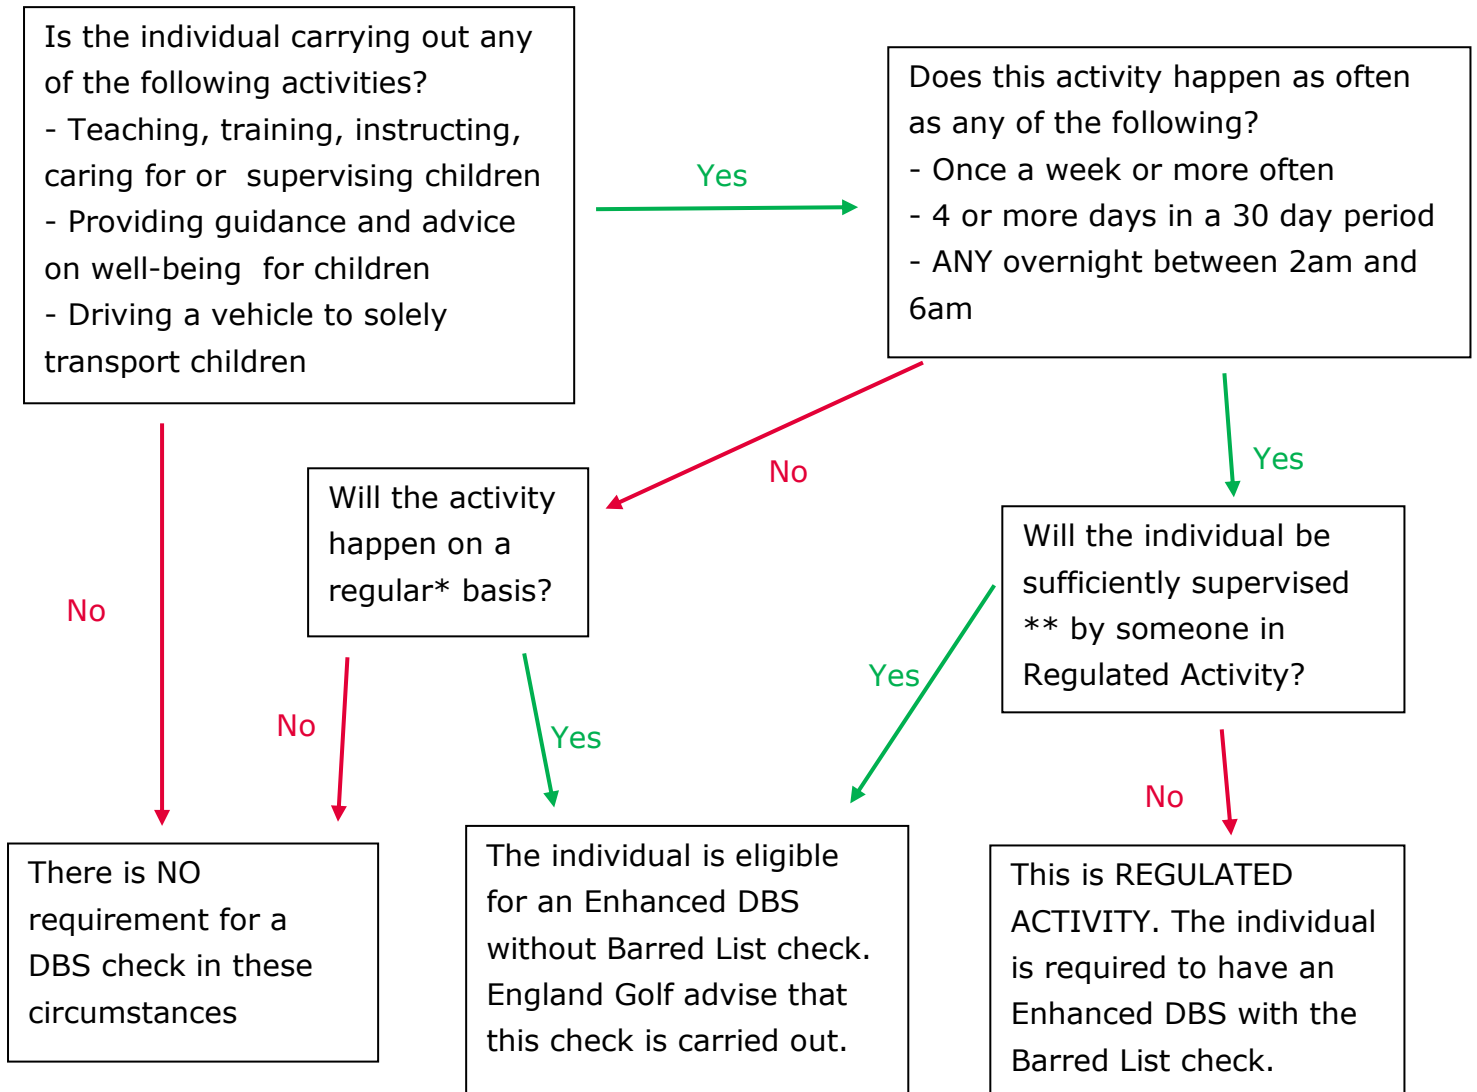 Is the individual carrying out any
of the following activities?
- Teaching, training, instructing,
caring for or  supervising children
- Providing guidance and advice
on well-being  for children
- Driving a vehicle to solely
transport children
Yes
Does this activity happen as often
as any of the following?
- Once a week or more often
- 4 or more days in a 30 day period
- ANY overnight between 2am and
6am
No
Yes
Will the activity
happen on a
regular* basis?
Will the individual be
sufficiently supervised
** by someone in
Regulated Activity?
No
No
Yes
Yes
No
There is NO
requirement for a
DBS check in these
circumstances
The individual is eligible
for an Enhanced DBS
without Barred List check.
England Golf advise that
this check is carried out.
This is REGULATED
ACTIVITY. The individual
is required to have an
Enhanced DBS with the
Barred List check.